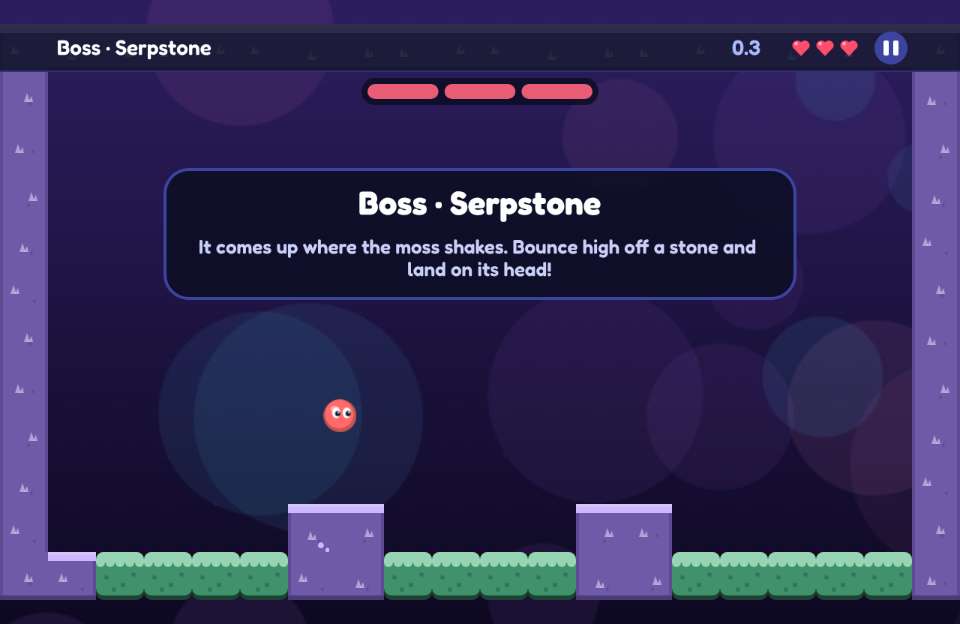 Boss · Serpstone
0.3
Boss · Serpstone
It comes up where the moss shakes. Bounce high off a stone and
land on its head!